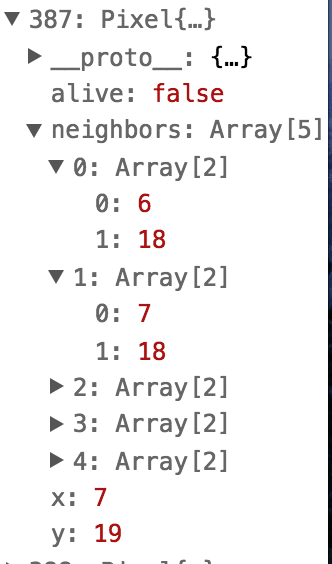 ▼ 387: Pixel{…}
▶ __proto__: {…}
alive: false
▼ neighbors: Array[5]
▼ 0: Array[2]
0: 6
1: 18
▼ 1: Array[2]
0: 7
1: 18
▶ 2: Array[2]
▶ 3: Array[2]
▶ 4: Array[2]
x: 7
y: 19